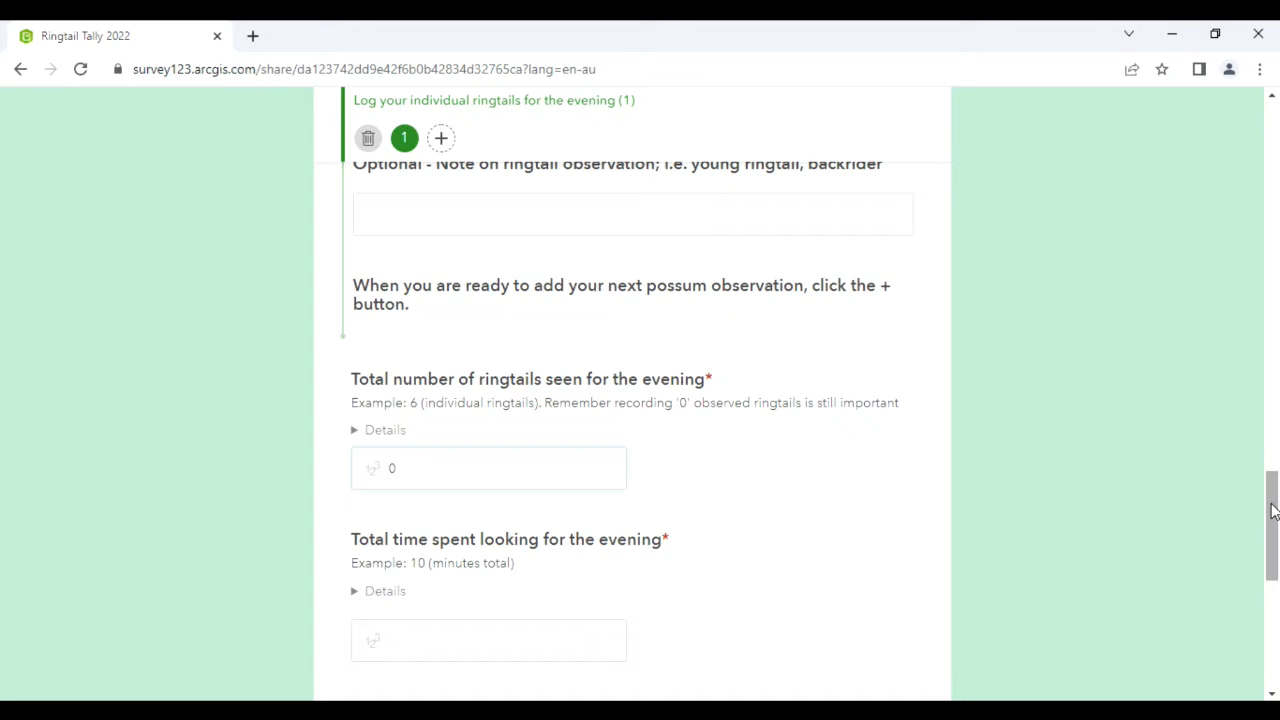 Ringtail Tally 2022
survey123.arcgis.com/share/da123742dd9e42f6b0b42834d32765ca?lang=en-au
Log your individual ringtails for the evening (1)
1
Optional - Note on ringtail observation; i.e. young ringtail, backrider
When you are ready to add your next possum observation, click the +
button.
Total number of ringtails seen for the evening*
Example: 6 (individual ringtails). Remember recording '0' observed ringtails is still important
Details
123 0
Total time spent looking for the evening*
Example: 10 (minutes total)
Details
123